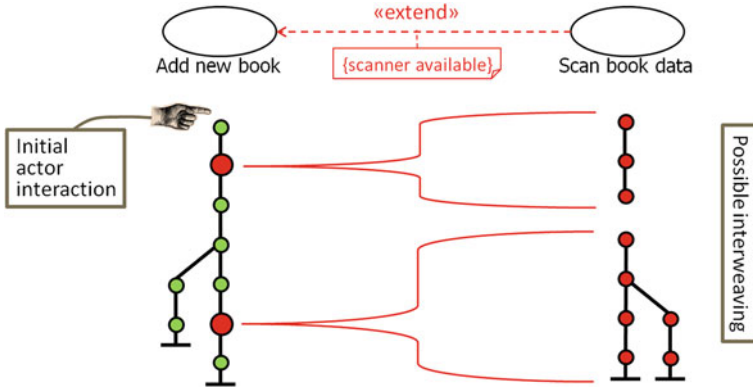 «extend»
Add new book
{scanner available}
Scan book data
Initial
actor
interaction
Possible interweaving